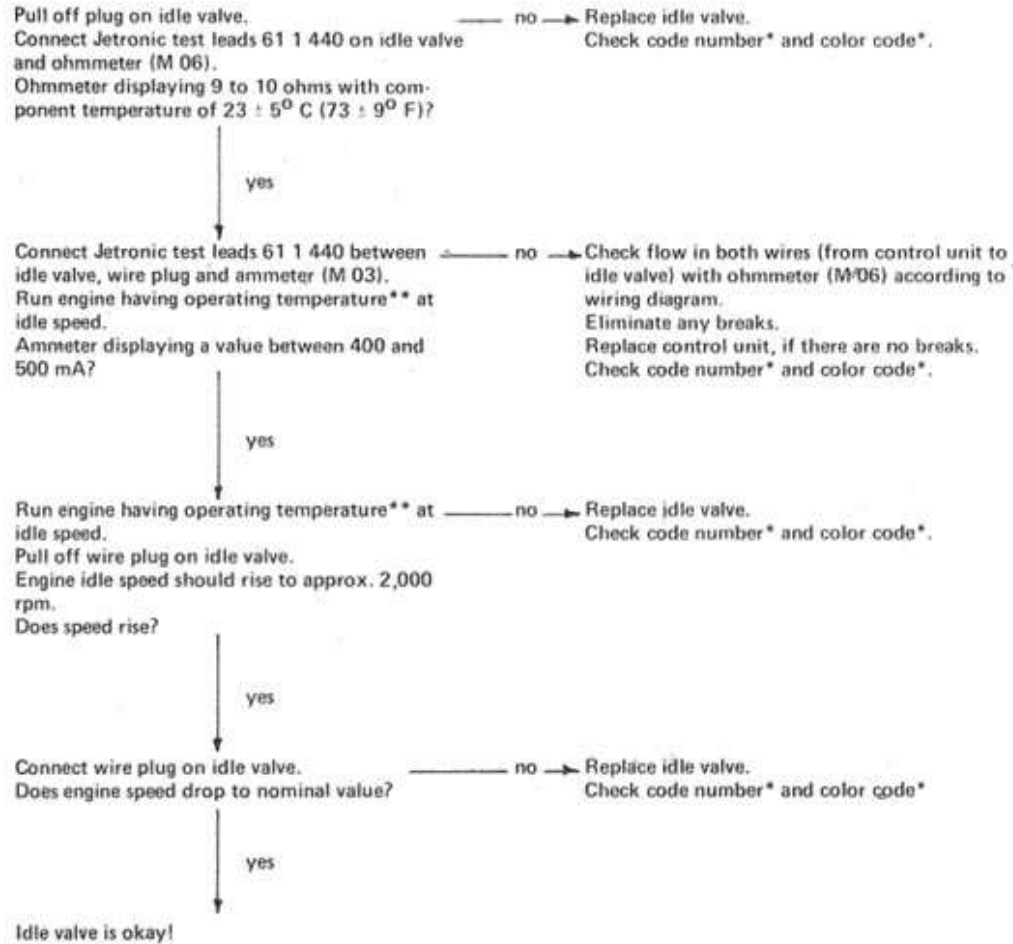 Pull off plug on idle valve.
Connect Jetronic test leads 61 1 440 on idle valve
and ohmmeter (M 06).
Ohmmeter displaying 9 to 10 ohms with com-
ponent temperature of 23 ± 5° C (73 ± 9° F)?
no
Replace idle valve.
Check code number* and color code*.
yes
Connect Jetronic test leads 61 1 440 between
idle valve, wire plug and ammeter (M 03).
Run engine having operating temperature** at
idle speed.
Ammeter displaying a value between 400 and
500 mA?
no
Check flow in both wires (from control unit to
idle valve) with ohmmeter (M 06) according to
wiring diagram.
Eliminate any breaks.
Replace control unit, if there are no breaks.
Check code number* and color code*.
yes
Run engine having operating temperature** at
idle speed.
Pull off wire plug on idle valve.
Engine idle speed should rise to approx. 2,000
rpm.
Does speed rise?
no
Replace idle valve.
Check code number* and color code*.
yes
Connect wire plug on idle valve.
Does engine speed drop to nominal value?
no
Replace idle valve.
Check code number* and color code*
yes
Idle valve is okay!